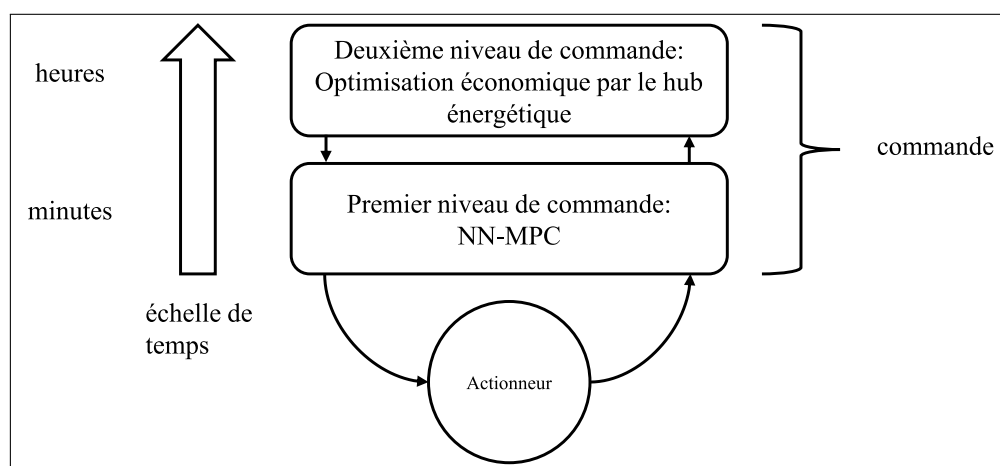 heures
Deuxième niveau de commande:
Optimisation économique par le hub
énergétique
commande
minutes
Premier niveau de commande:
NN-MPC
échelle de
temps
Actionneur